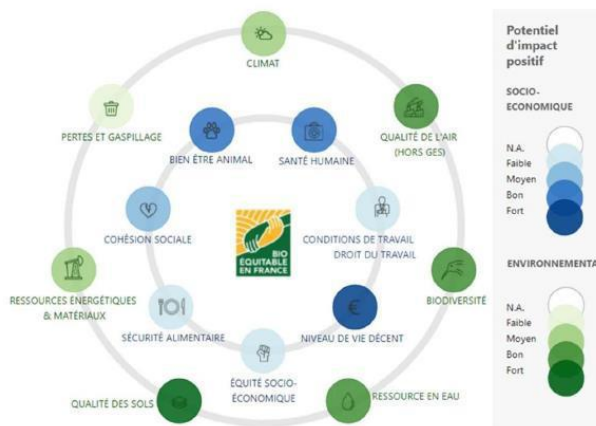 CLIMAT
PERTES ET GASPILLAGE
QUALITÉ DE L'AIR
(HORS GES)
BIEN ÊTRE ANIMAL
SANTÉ HUMAINE
COHÉSION SOCIALE
BIO
ÉQUITABLE
EN FRANCE
CONDITIONS DE TRAVAIL
DROIT DU TRAVAIL
RESSOURCES ÉNERGÉTIQUES
& MATÉRIAUX
BIODIVERSITÉ
SÉCURITÉ ALIMENTAIRE
€
NIVEAU DE VIE DÉCENT
ÉQUITÉ SOCIO-
ÉCONOMIQUE
QUALITÉ DES SOLS
RESSOURCE EN EAU
Potentiel
d'impact
positif
SOCIO-
ECONOMIQUE
N.A.
Faible
Moyen
Bon
Fort
ENVIRONNEMENTA
N.A.
Faible
Moyen
Bon
Fort